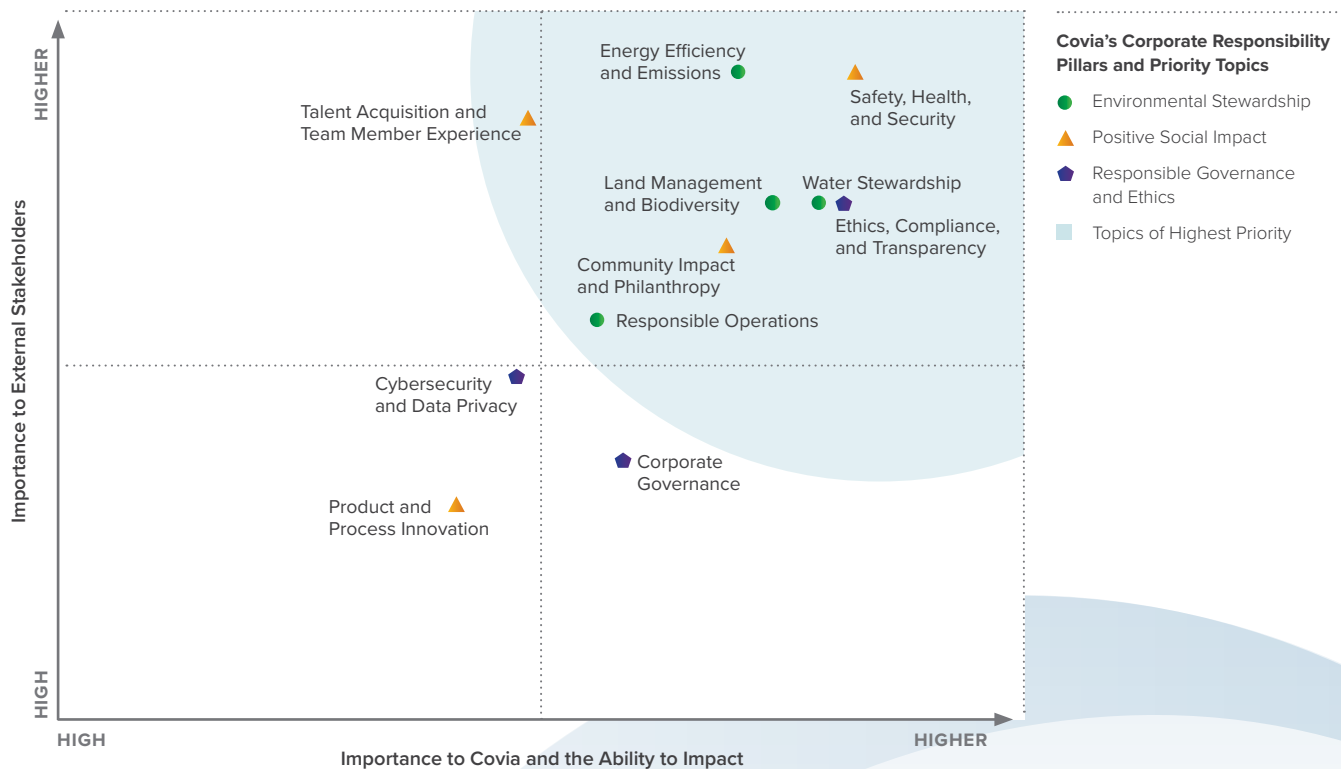 HIGHER
Importance to External Stakeholders
HIGH
Energy Efficiency
and Emissions
Safety, Health,
and Security
Talent Acquisition and
Team Member Experience
Land Management
and Biodiversity
Water Stewardship
Ethics, Compliance,
and Transparency
Community Impact
and Philanthropy
Responsible Operations
Cybersecurity
and Data Privacy
Corporate
Governance
Product and
Process Innovation
HIGH
HIGHER
Importance to Covia and the Ability to Impact
Covia's Corporate Responsibility
Pillars and Priority Topics
Environmental Stewardship
Positive Social Impact
Responsible Governance
and Ethics
Topics of Highest Priority